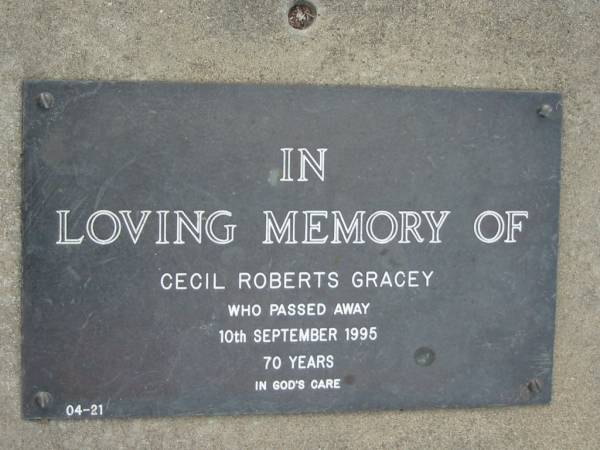 IN
LOVING MEMORY OF
CECIL ROBERTS GRACEY
WHO PASSED AWAY
10th SEPTEMBER 1995
70 YEARS
IN GOD'S CARE
04-21